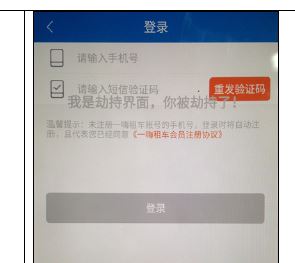 登录
请输入手机号
请输入短信验证码
重发验证码
我是劫持界面，你被劫持了！
温馨提示：未注册一嗨租车账号的手机号，登录时将自动注
册，且代表您已经同意《一嗨租车会员注册协议》
登录